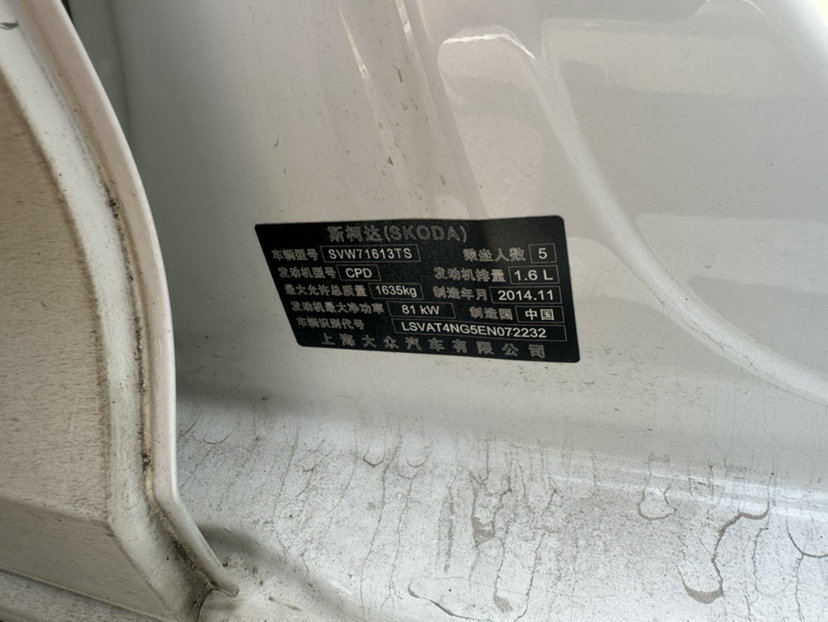 斯柯达(SKODA)
车辆型号 SVW71613TS 乘坐人数 5
发动机型号 CPD 发动机排量 1.6 L
最大允许总质量 1635kg 制造年月 2014.11
发动机最大净功率 81 kW 制造国 中国
车辆识别代号 LSVAT4NG5EN072232
上海大众汽车有限公司